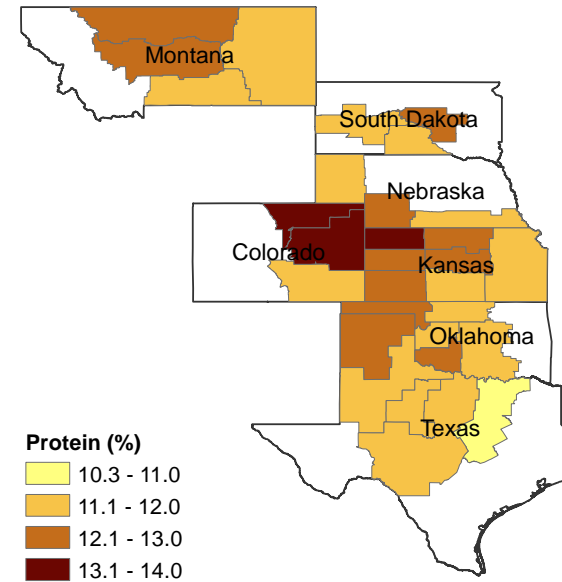 Montana
South Dakota
Nebraska
Colorado
Kansas
Oklahoma
Texas
Protein (%)
10.3 - 11.0
11.1 - 12.0
12.1 - 13.0
13.1 - 14.0